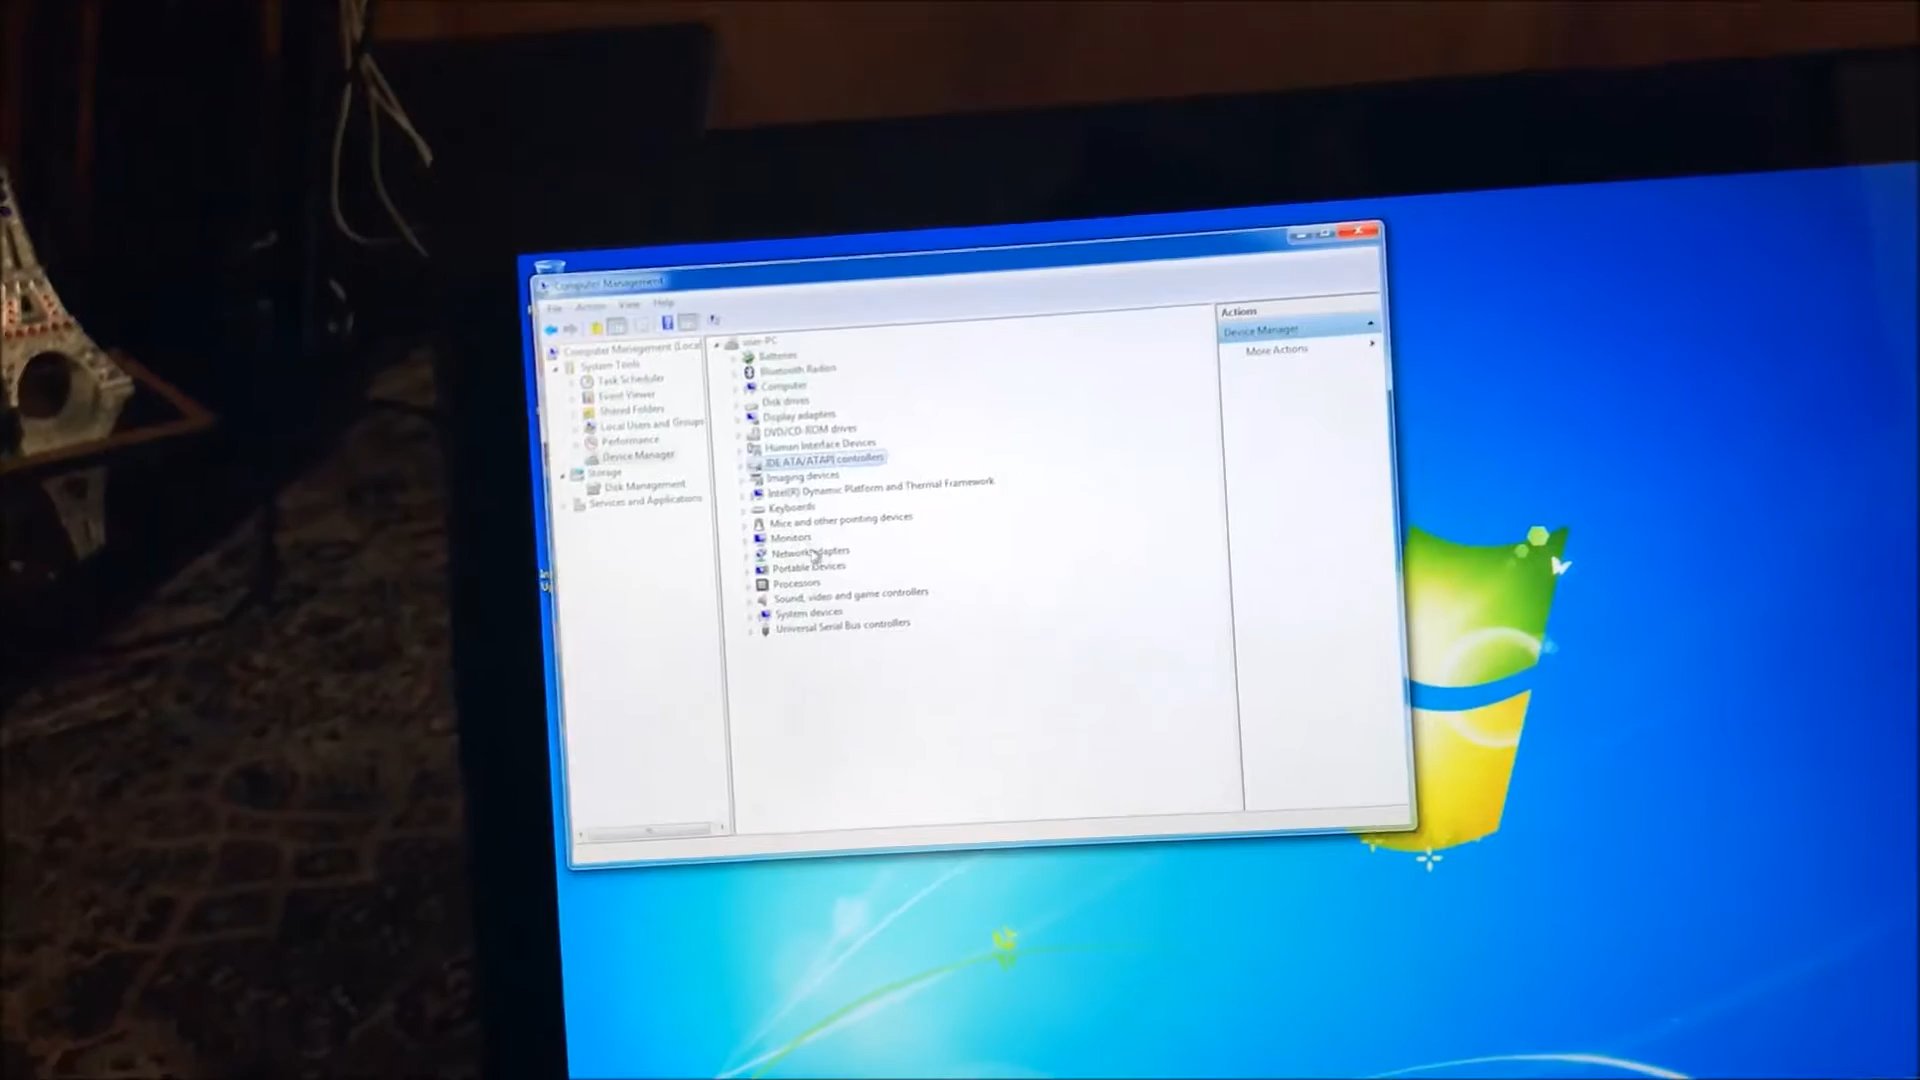 Computer Management
File Action View Help
Computer Management (Local
System Tools
Task Scheduler
Event Viewer
Shared Folders
Local Users and Groups
Performance
Device Manager
Storage
Disk Management
Services and Applications
user-PC
Batteries
Bluetooth Radios
Computer
Disk drives
Display adapters
DVD/CD-ROM drives
Human Interface Devices
IDE ATA/ATAPI controllers
Imaging devices
Intel(R) Dynamic Platform and Thermal Framework
Keyboards
Mice and other pointing devices
Monitors
Network adapters
Portable Devices
Processors
Sound, video and game controllers
System devices
Universal Serial Bus controllers
Actions
Device Manager
More Actions